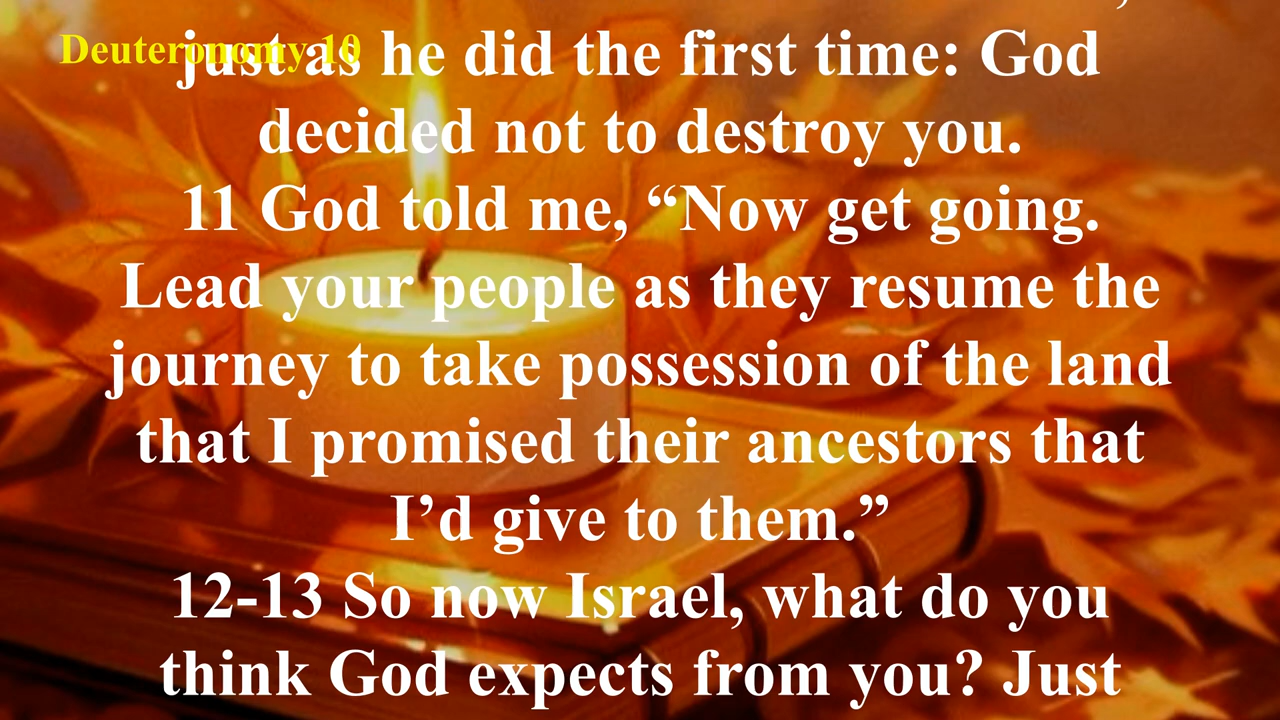 Deuteronomy 10
just as he did the first time: God
decided not to destroy you.
11 God told me, “Now get going.
Lead your people as they resume the
journey to take possession of the land
that I promised their ancestors that
I’d give to them.”
12-13 So now Israel, what do you
think God expects from you? Just